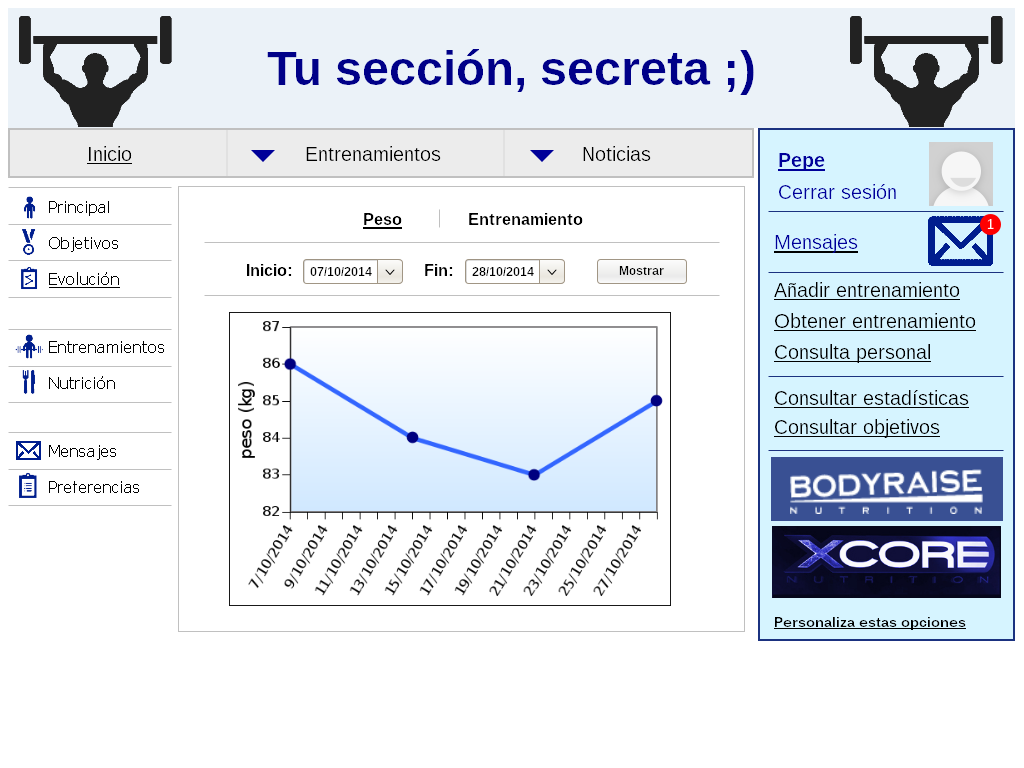 Tu sección, secreta ;)
Inicio
Entrenamientos
Noticias
Pepe
Cerrar sesión
Mensajes
1
Añadir entrenamiento
Obtener entrenamiento
Consulta personal
Consultar estadísticas
Consultar objetivos
BODYRAISE
NUTRITION
XCORE
NUTRITION
Personaliza estas opciones
Principal
Objetivos
Evolución
Entrenamientos
Nutrición
Mensajes
Preferencias
Peso
Entrenamiento
Inicio: 07/10/2014 Fin: 28/10/2014 Mostrar
peso (kg)
87
86
85
84
83
82
7/10/2014
9/10/2014
11/10/2014
13/10/2014
15/10/2014
17/10/2014
19/10/2014
21/10/2014
23/10/2014
25/10/2014
27/10/2014